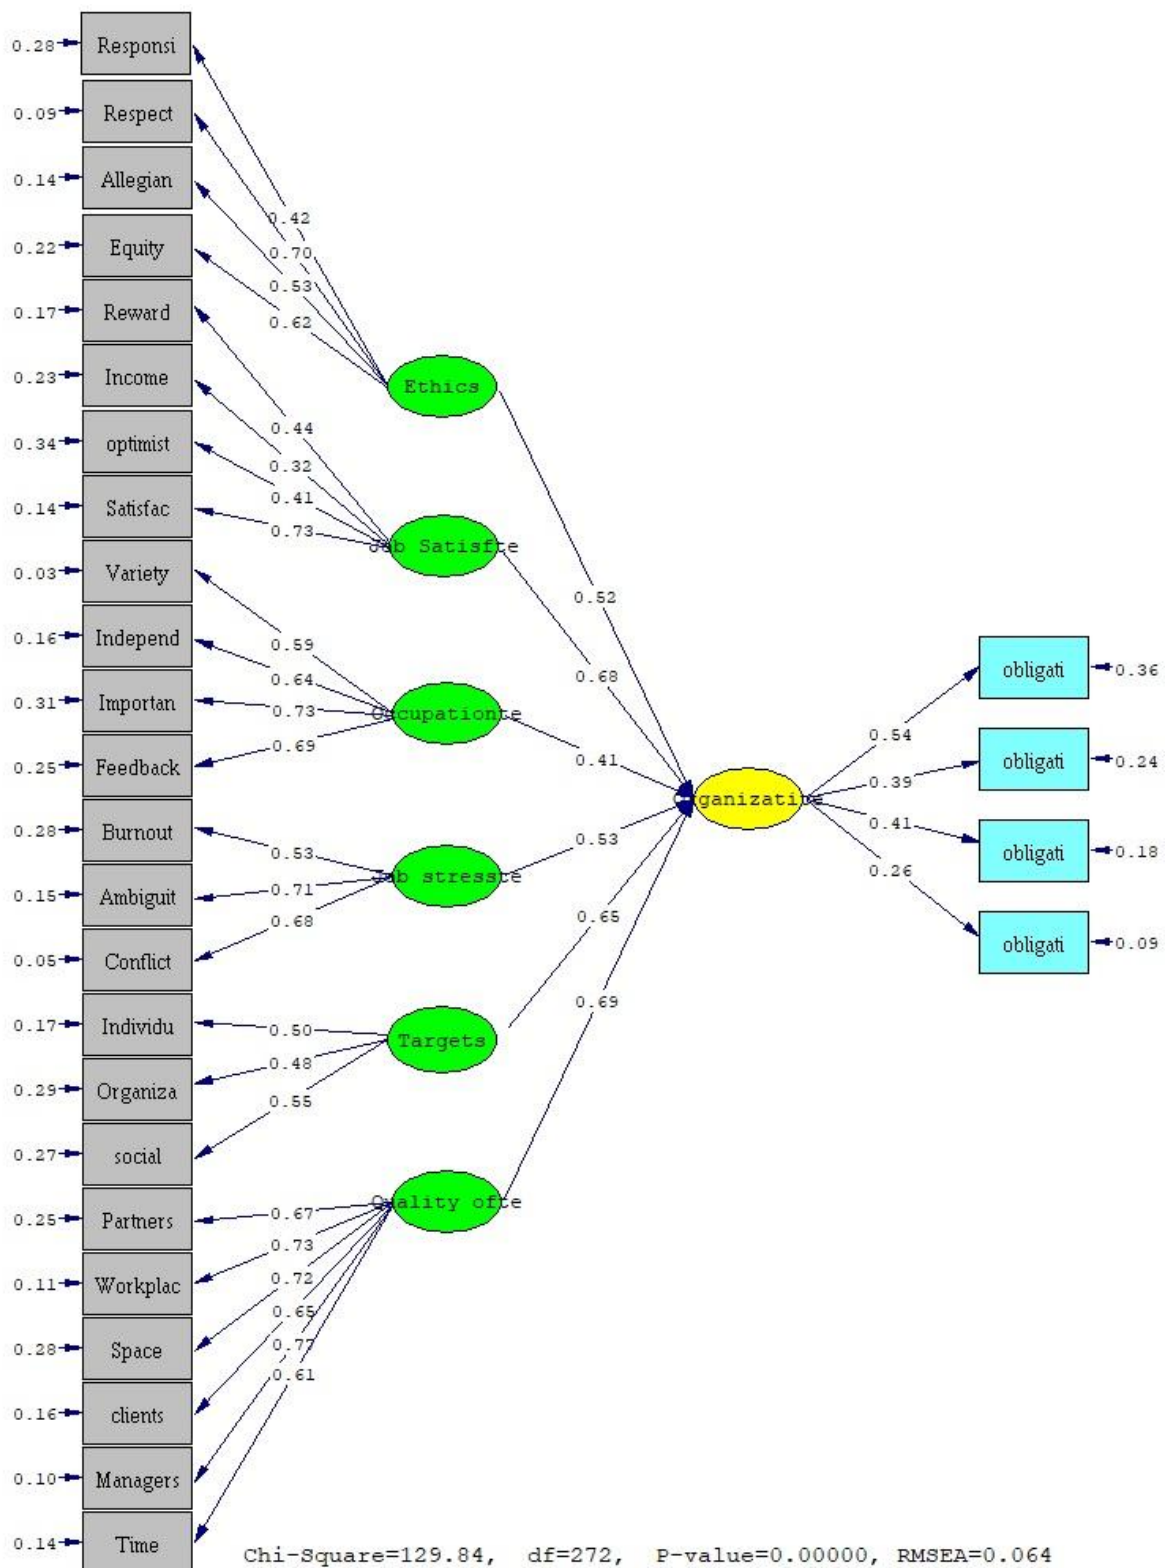 0.28 Responsi
0.09 Respect
0.14 Allegian
0.22 Equity
0.17 Reward
0.23 Income
0.34 optimist
0.14 Satisfac
0.03 Variety
0.16 Independ
0.31 Importan
0.25 Feedback
0.28 Burnout
0.15 Ambiguit
0.05 Conflict
0.17 Individu
0.29 Organiza
0.27 social
0.25 Partners
0.11 Workplac
0.28 Space
0.16 clients
0.10 Managers
0.14 Time
0.42
0.70
0.53
0.62
0.44
0.32
0.41
0.73
0.59
0.64
0.73
0.69
0.53
0.71
0.68
0.50
0.48
0.55
0.67
0.73
0.72
0.65
0.77
0.61
Ethics
Job Satisfte
Occupationte
Job stresste
Targets
Quality ofte
0.52
0.68
0.41
0.53
0.65
0.69
Organizatine
0.54
0.39
0.41
0.26
obligati 0.36
obligati 0.24
obligati 0.18
obligati 0.09
Chi-Square=129.84, df=272, P-value=0.00000, RMSEA=0.064